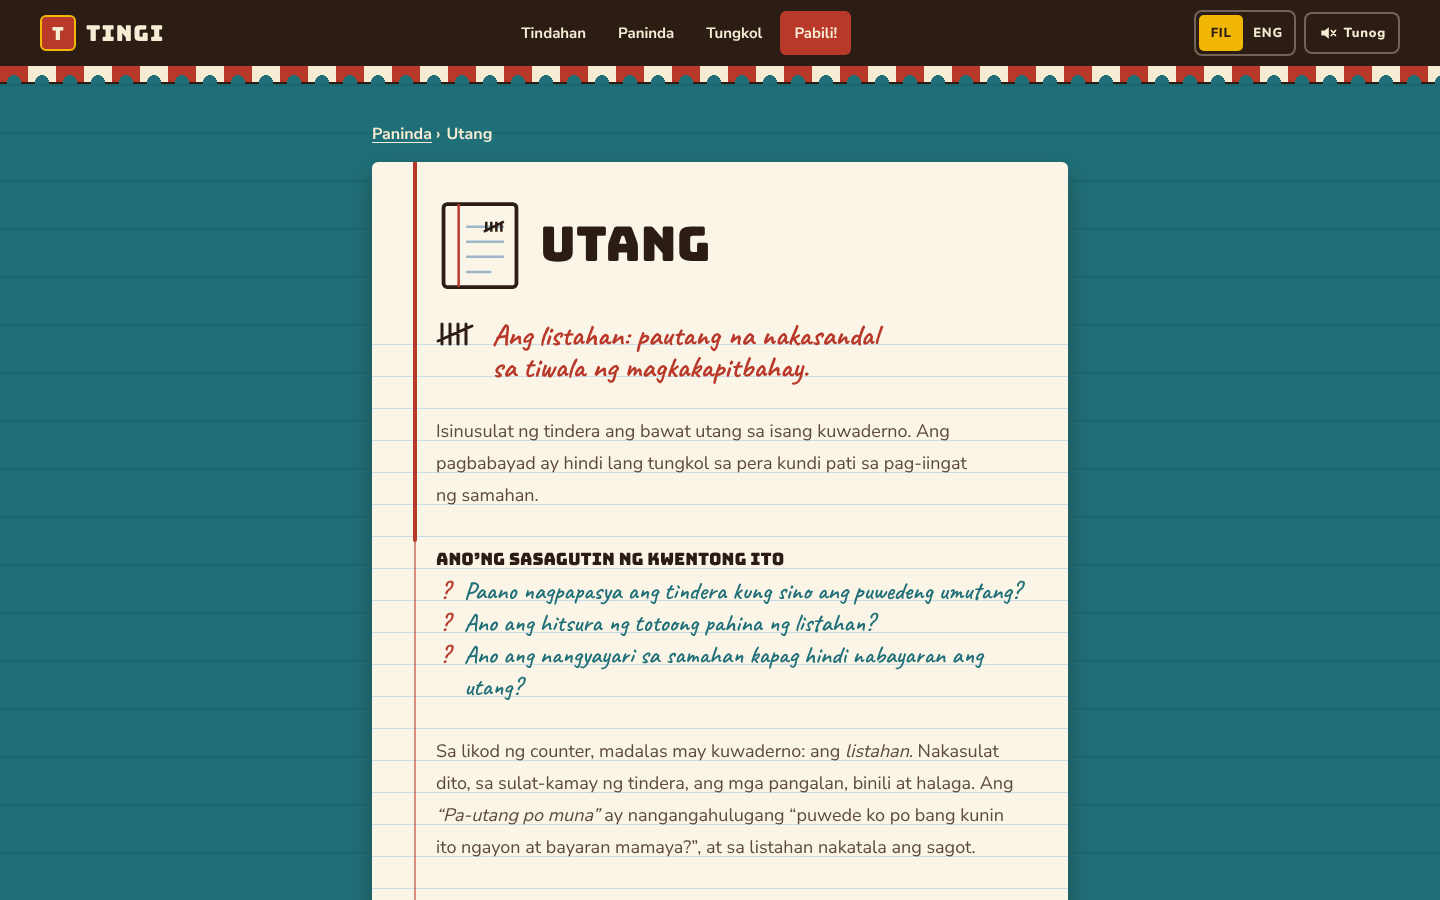 T TINGI
Tindahan Paninda Tungkol Pabili!
FIL ENG Tunog
Paninda › Utang
UTANG
Ang listahan: pautang na nakasandal
sa tiwala ng magkakapitbahay.
Isinusulat ng tindera ang bawat utang sa isang kuwaderno. Ang
pagbabayad ay hindi lang tungkol sa pera kundi pati sa pag-iingat
ng samahan.
ANO’NG SASAGUTIN NG KWENTONG ITO
? Paano nagpapasya ang tindera kung sino ang puwedeng umutang?
? Ano ang hitsura ng totoong pahina ng listahan?
? Ano ang nangyayari sa samahan kapag hindi nabayaran ang
utang?
Sa likod ng counter, madalas may kuwaderno: ang listahan. Nakasulat
dito, sa sulat-kamay ng tindera, ang mga pangalan, binili at halaga. Ang
“Pa-utang po muna” ay nangangahulugang “puwede ko po bang kunin
ito ngayon at bayaran mamaya?”, at sa listahan nakatala ang sagot.